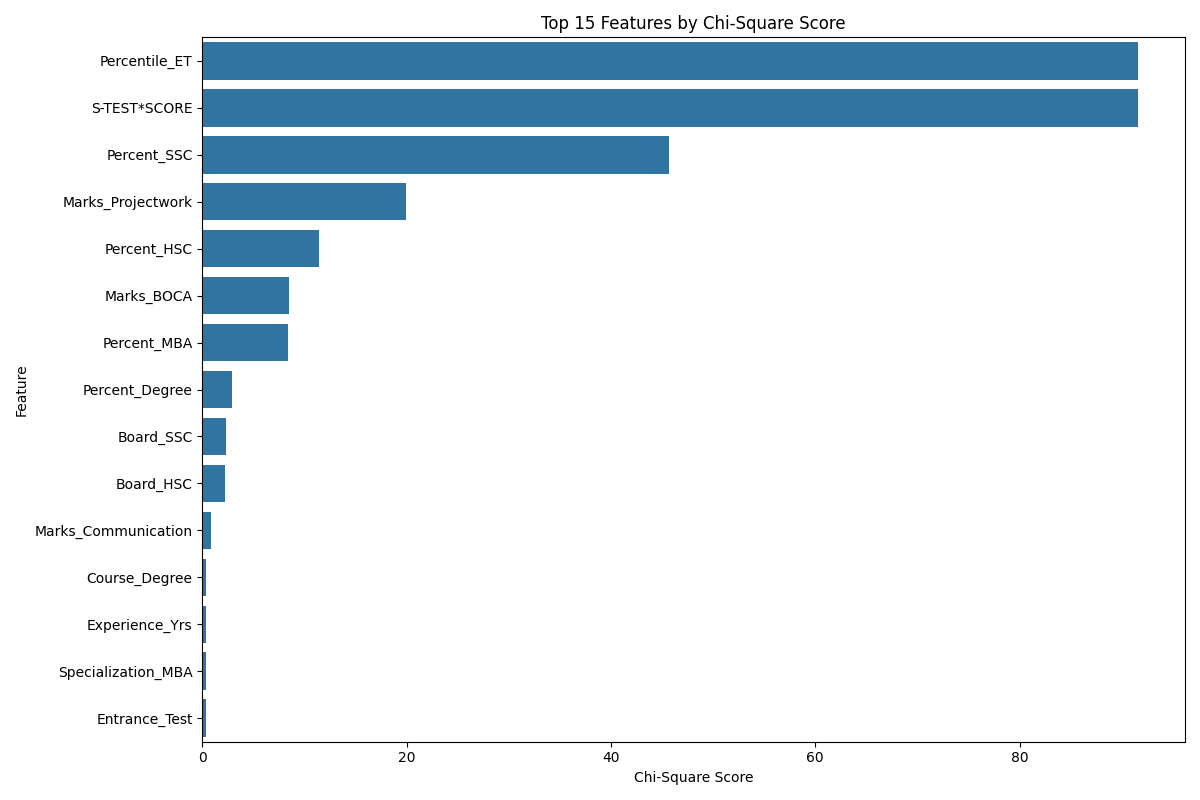 Top 15 Features by Chi-Square Score
Percentile_ET
S-TEST*SCORE
Percent_SSC
Marks_Projectwork
Percent_HSC
Marks_BOCA
Percent_MBA
Percent_Degree
Board_SSC
Board_HSC
Marks_Communication
Course_Degree
Experience_Yrs
Specialization_MBA
Entrance_Test
Feature
0 20 40 60 80
Chi-Square Score